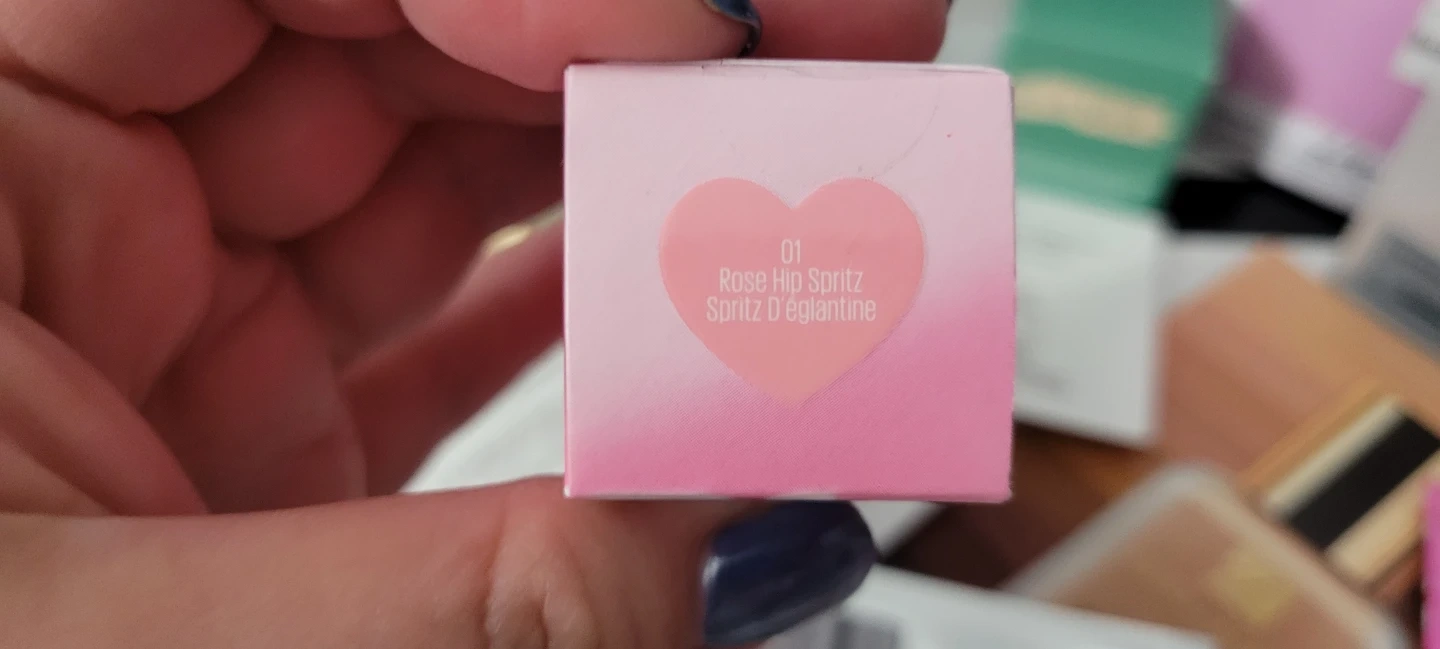 01
Rose Hip Spritz
Spritz D'églantine